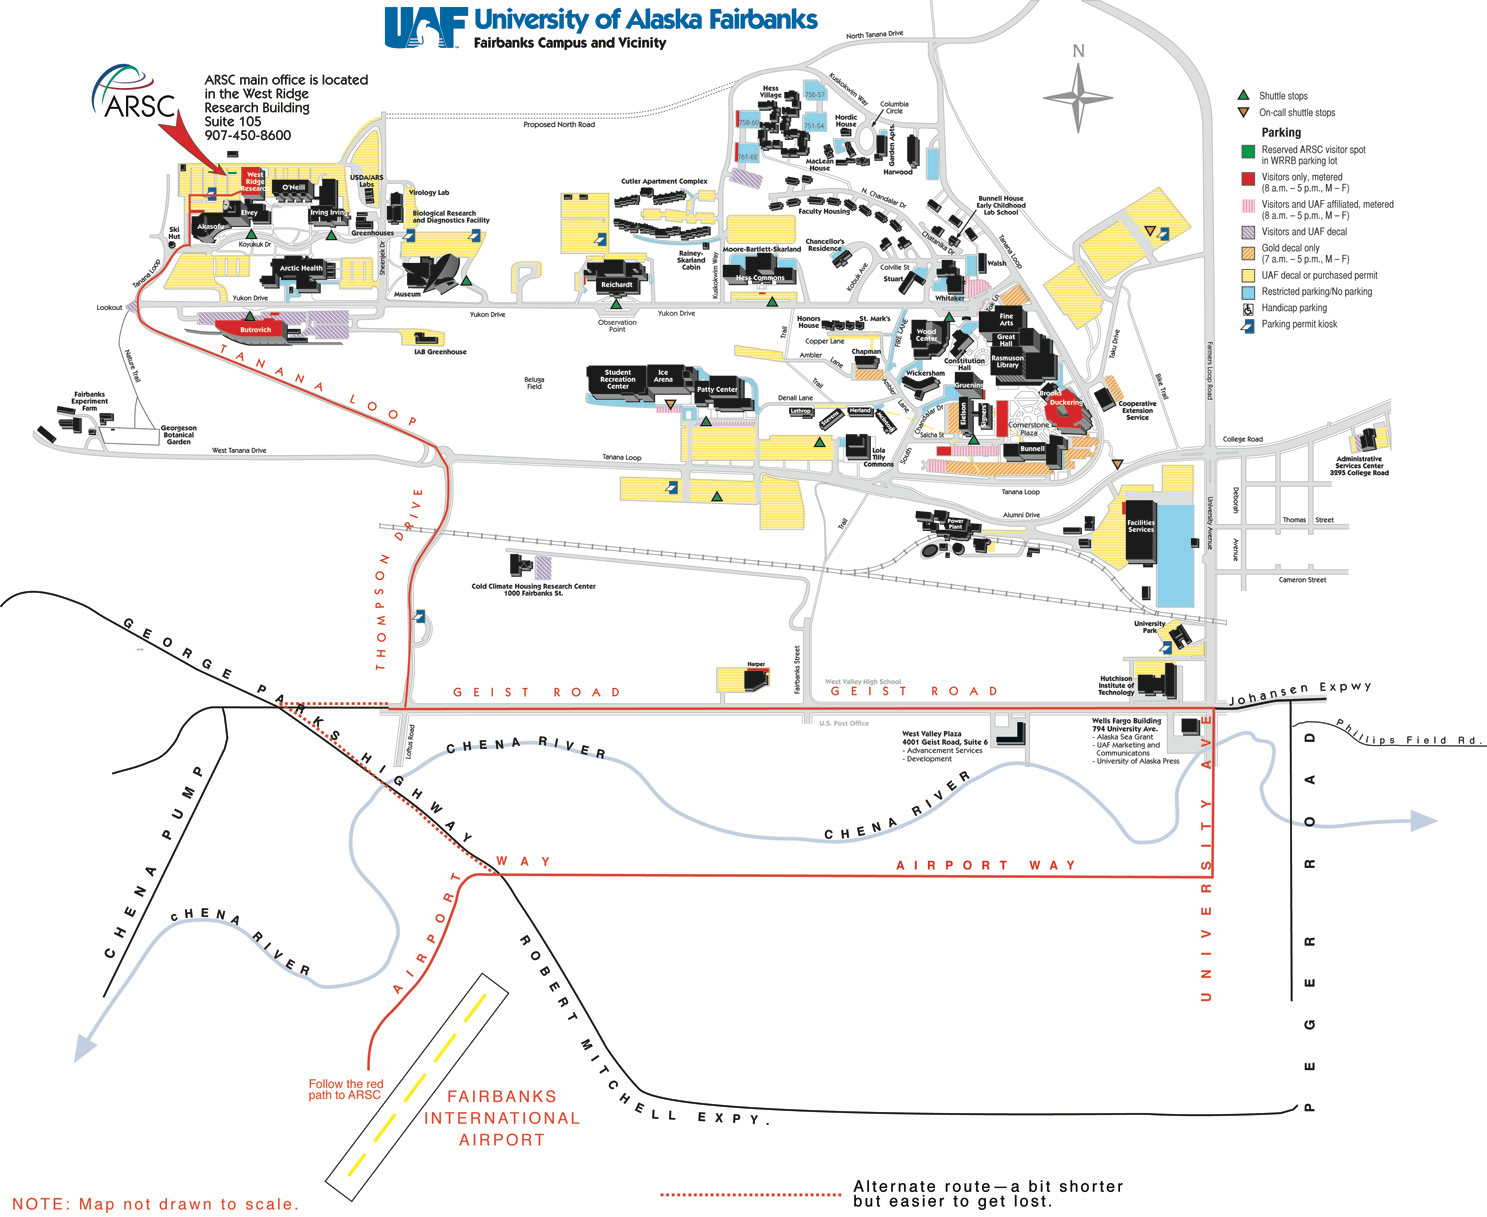 UAF
University of Alaska Fairbanks
Fairbanks Campus and Vicinity
ARSC
ARSC main office is located
in the West Ridge
Research Building
Suite 105
907-450-8600
N
Shuttle stops
On-call shuttle stops
Parking
Reserved ARSC visitor spot
in WRRB parking lot
Visitors only, metered
(8 a.m. – 5 p.m., M – F)
Visitors and UAF affiliated, metered
(8 a.m. – 5 p.m., M – F)
Visitors and UAF decal
Gold decal only
(7 a.m. – 5 p.m., M – F)
UAF decal or purchased permit
Restricted parking/No parking
Handicap parking
Parking permit kiosk
North Tanana Drive
Proposed North Road
Kuskokwim Way
Hess
Village
756-57
758-60
751-54
761-62
Columbia
Circle
Nordic
House
MacLean
House
Garden Apts.
Harwood
West
Ridge
Research
O'Neill
USDA/ARS
Labs
Virology Lab
Elvey
Irving
Irving
Akasofu
Greenhouses
Biological Research
and Diagnostics Facility
Ski
Hut
Koyukuk Dr
Sheenjek Dr
Arctic Health
Museum
Tanana Loop
Lookout
Yukon Drive
Butrovich
IAB Greenhouse
Yukon Drive
Cutler Apartment Complex
Rainey-
Skarland
Cabin
Reichardt
Observation
Point
Yukon Drive
Kuskokwim Way
Moore-Bartlett-Skarland
Hess Commons
Faculty Housing
N. Chandalar Dr
Bunnell House
Early Childhood
Lab School
Chancellor's
Residence
Chatanika Dr
Tanana Loop
Kobuk Ave
Colville St
Stuart
Walsh
Whitaker
Honors
House
St. Mark's
Copper Lane
Ambler
Lane
Trail
Trail
Chapman
FIRE LANE
Wood
Center
Fine
Arts
Great
Hall
Constitution
Hall
Rasmuson
Library
Wickersham
Gruening
Brooks
Duckering
Eielson
Signers'
Cornerstone
Plaza
Bunnell
Cooperative
Extension
Service
Taku Drive
Bike Trail
Farmers Loop Road
Student
Recreation
Center
Ice
Arena
Patty Center
Beluga
Field
Denali Lane
Lathrop
Stevens
Nerland
Ambler
Lane
Chandalar Dr
Salcha St
South
Lola
Tilly
Commons
TANANA LOOP
Nature Trail
Fairbanks
Experiment
Farm
Georgeson
Botanical
Garden
West Tanana Drive
Tanana Loop
Tanana Loop
Alumni Drive
Trail
Power
Plant
Facilities
Services
College Road
Administrative
Services Center
3295 College Road
Deborah
Avenue
Thomas
Street
Cameron Street
University Avenue
THOMPSON DRIVE
Cold Climate Housing Research Center
1000 Fairbanks St.
University
Park
Hutchison
Institute of
Technology
Harper
Fairbanks Street
West Valley High School
U.S. Post Office
GEORGE PARKS HIGHWAY
GEIST ROAD
GEIST ROAD
Johansen Expwy
Phillips Field Rd.
Loftus Road
West Valley Plaza
4001 Geist Road, Suite 6
- Advancement Services
- Development
Wells Fargo Building
794 University Ave.
- Alaska Sea Grant
- UAF Marketing and
Communicatons
- University of Alaska Press
CHENA RIVER
CHENA RIVER
CHENA PUMP
cHENA RIVER
AIRPORT WAY
AIRPORT WAY
UNIVERSITY AVE
PEGER ROAD
ROBERT MITCHELL EXPY.
Follow the red
path to ARSC
FAIRBANKS
INTERNATIONAL
AIRPORT
NOTE: Map not drawn to scale.
Alternate route—a bit shorter
but easier to get lost.